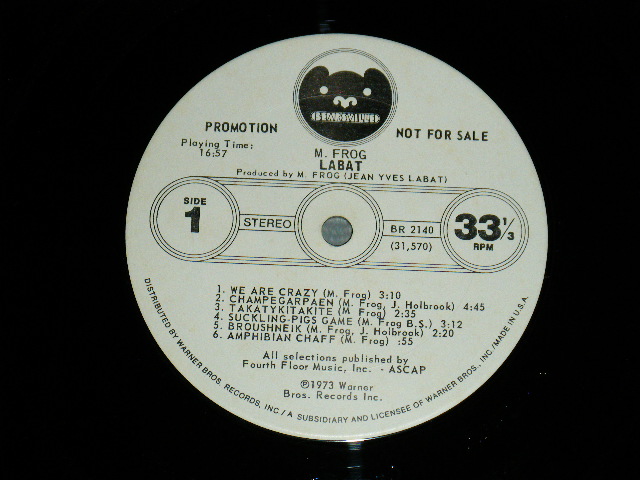 BEARSVILLE
PROMOTION
NOT FOR SALE
Playing Time:
16:57
M. FROG
LABAT
Produced by M. FROG (JEAN YVES LABAT)
SIDE
1
STEREO
BR 2140
(31,570)
33 1/3
RPM
1. WE ARE CRAZY (M. Frog) 3:10
2. CHAMPEGARPAEN (M. Frog, J. Holbrook) 4:45
3. TAKATYKITAKITE (M. Frog) 2:35
4. SUCKLING-PIGS GAME (M. Frog B.S.) 3:12
5. BROUSHNEIK (M. Frog, J. Holbrook) 2:20
6. AMPHIBIAN CHAFF (M. Frog) :55
All selections published by
Fourth Floor Music, Inc. - ASCAP
℗1973 Warner
Bros. Records Inc.
DISTRIBUTED BY WARNER BROS. RECORDS, INC./A SUBSIDIARY AND LICENSEE OF WARNER BROS., INC./MADE IN U.S.A.